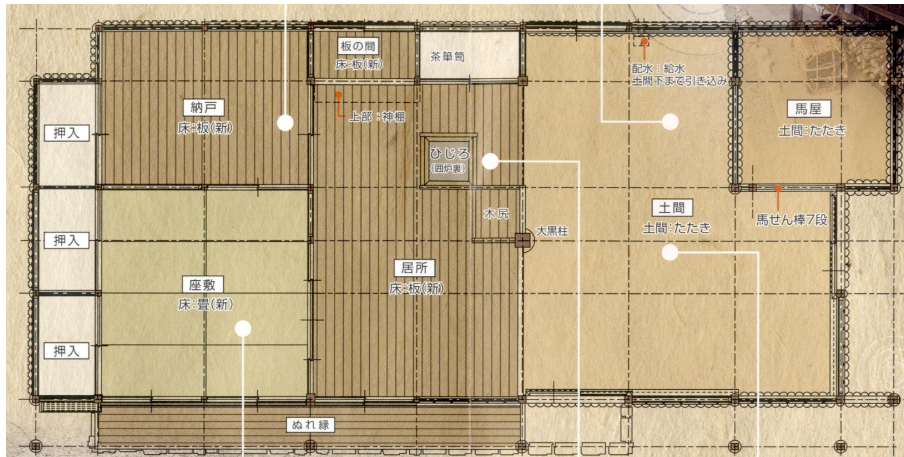 板の間
床:板(新)
茶箪笥
配水:給水
土間下まで引き込み
納戸
床:板(新)
上部:神棚
馬屋
土間:たたき
押入
ひじろ
(囲炉裏)
木尻
大黒柱
土間
土間:たたき
馬せん棒7段
押入
座敷
床:畳(新)
居所
床:板(新)
押入
ぬれ縁